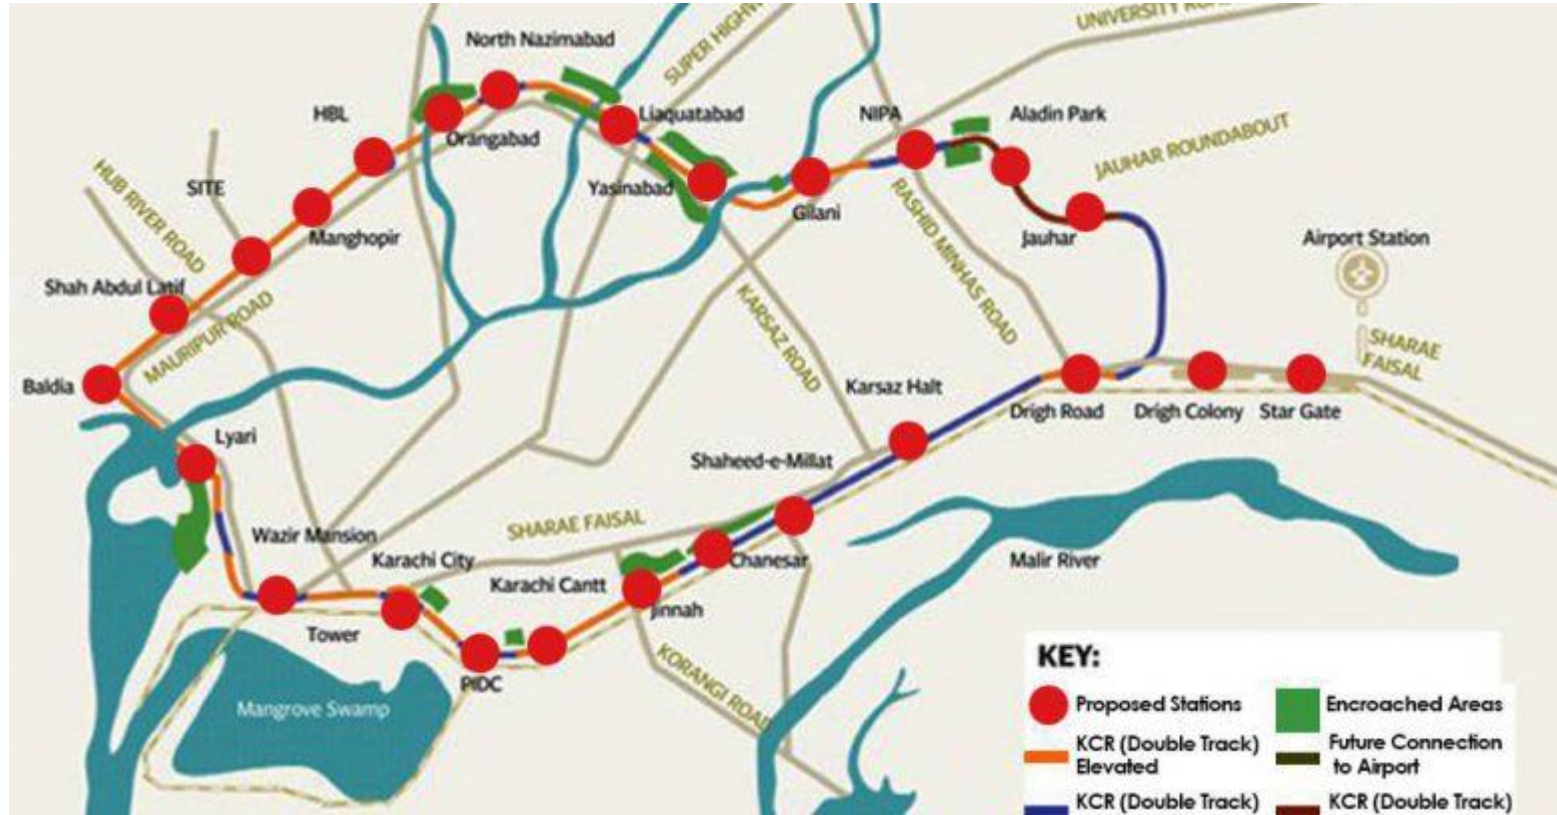 North Nazimabad
SUPER HIGHW
UNIVERSITY ROA
HBL
Orangabad
Liaquatabad
NIPA
Aladin Park
JAUHAR ROUNDABOUT
HUB RIVER ROAD
SITE
Yasinabad
Gilani
RASHID MINHAS ROAD
Manghopir
Jauhar
Airport Station
Shah Abdul Latif
MAURIPUR ROAD
KARSAZ ROAD
SHARAE
FAISAL
Baldia
Karsaz Halt
Drigh Road
Drigh Colony
Star Gate
Lyari
Shaheed-e-Millat
SHARAE FAISAL
Wazir Mansion
Karachi City
Karachi Cantt
Chanesar
Malir River
Jinnah
Tower
PIDC
KORANGI ROAD
Mangrove Swamp
KEY:
Proposed Stations
Encroached Areas
KCR (Double Track)
Elevated
Future Connection
to Airport
KCR (Double Track)
KCR (Double Track)